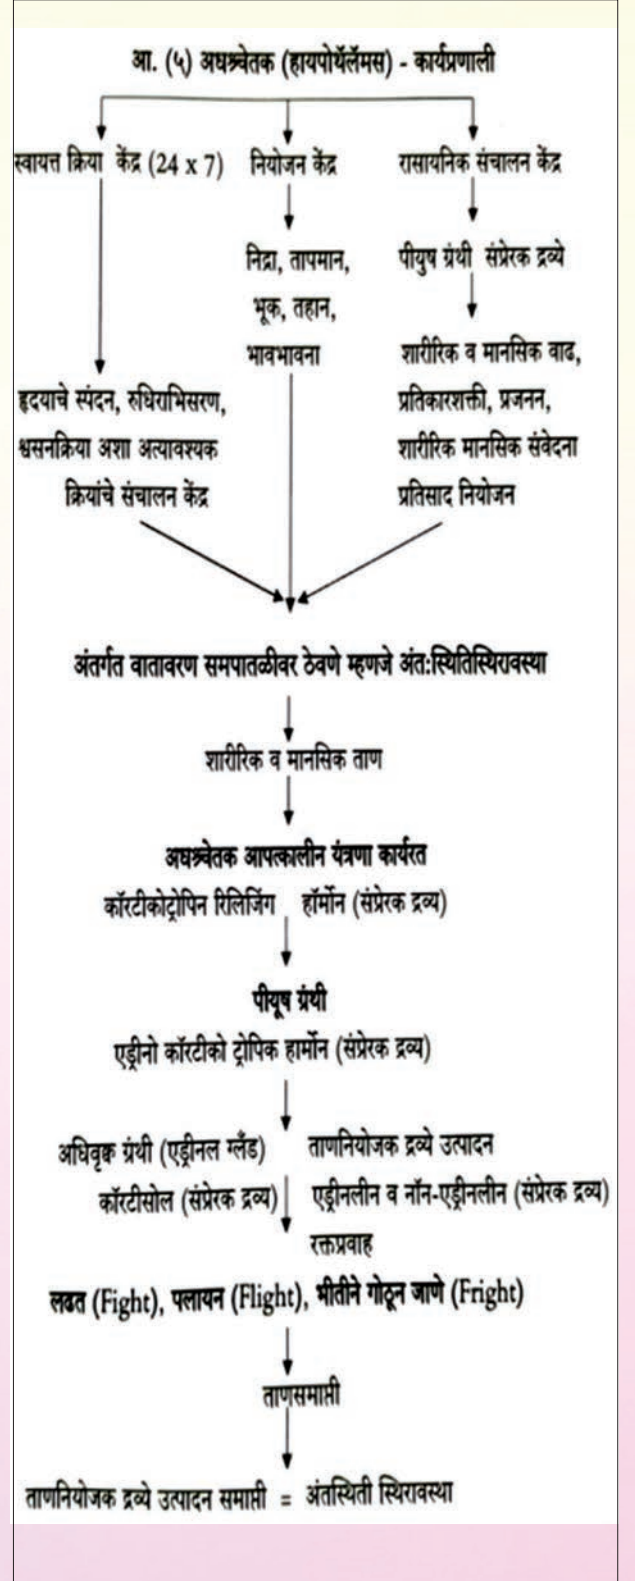 आ. (५) अधश्चेतक (हायपोथॅलॅमस) - कार्यप्रणाली
स्वायत्त क्रिया केंद्र (24 x 7)
नियोजन केंद्र
रासायनिक संचालन केंद्र
निद्रा, तापमान,
भूक, तहान,
भावभावना
पीयुष ग्रंथी संप्रेरक द्रव्ये
शारीरिक व मानसिक वाढ,
प्रतिकारशक्ती, प्रजनन,
शारीरिक मानसिक संवेदना
प्रतिसाद नियोजन
हृदयाचे स्पंदन, रुधिराभिसरण,
श्वसनक्रिया अशा अत्यावश्यक
क्रियांचे संचालन केंद्र
अंतर्गत वातावरण समपातळीवर ठेवणे म्हणजे अंत:स्थितिस्थिरावस्था
शारीरिक व मानसिक ताण
अधश्चेतक आपत्कालीन यंत्रणा कार्यरत
कॉरटीकोट्रोपिन रिलिजिंग हॉर्मोन (संप्रेरक द्रव्य)
पीयूष ग्रंथी
एड्रीनो कॉरटीको ट्रोपिक हार्मोन (संप्रेरक द्रव्य)
अधिवृक्क ग्रंथी (एड्रीनल ग्लँड) ताणनियोजक द्रव्ये उत्पादन
कॉरटीसोल (संप्रेरक द्रव्य) एड्रीनलीन व नॉन-एड्रीनलीन (संप्रेरक द्रव्य)
रक्तप्रवाह
लढत (Fight), पलायन (Flight), भीतीने गोठून जाणे (Fright)
ताणसमाप्ती
ताणनियोजक द्रव्ये उत्पादन समाप्ती = अंतस्थिती स्थिरावस्था